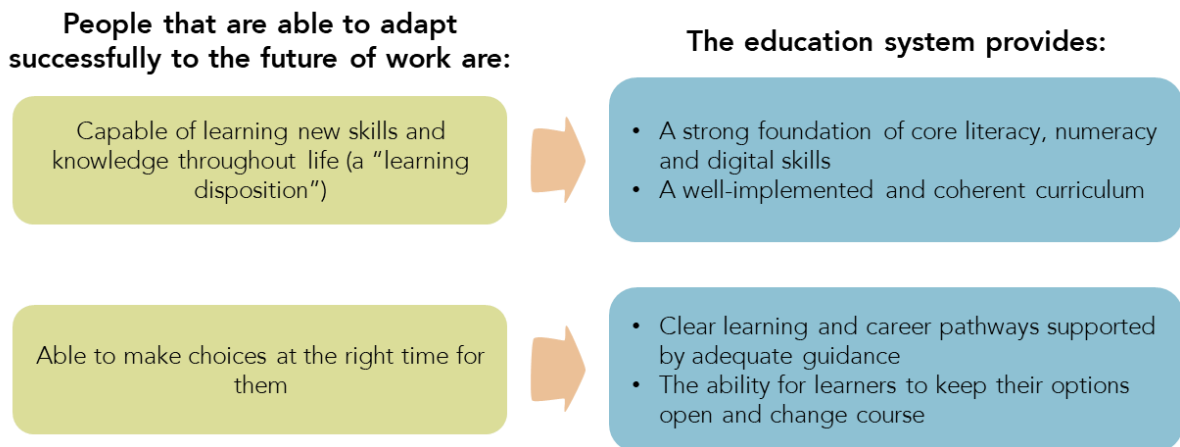 People that are able to adapt
successfully to the future of work are:
The education system provides:
Capable of learning new skills and
knowledge throughout life (a “learning
disposition”)
• A strong foundation of core literacy, numeracy
and digital skills
• A well-implemented and coherent curriculum
Able to make choices at the right time for
them
• Clear learning and career pathways supported
by adequate guidance
• The ability for learners to keep their options
open and change course